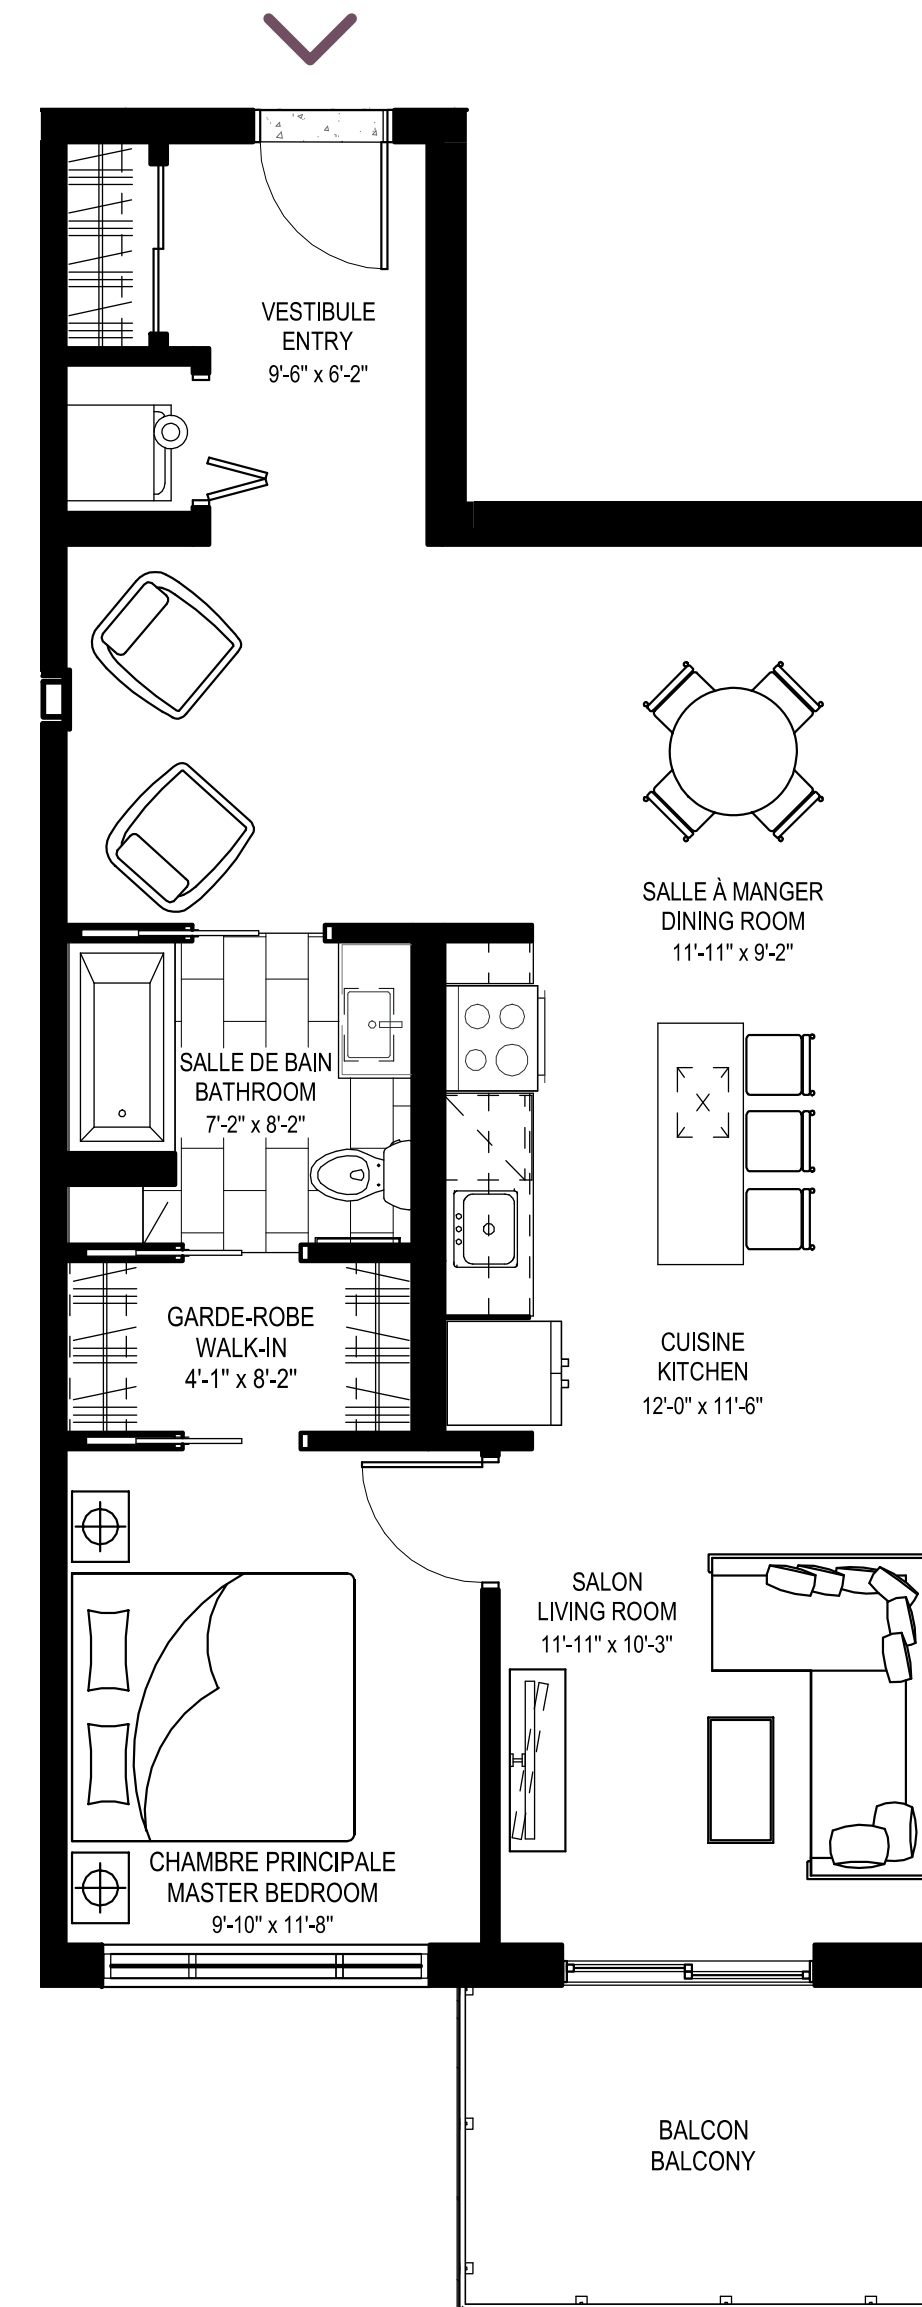 VESTIBULE
ENTRY
9'-6" x 6'-2"
SALLE À MANGER
DINING ROOM
11'-11" x 9'-2"
SALLE DE BAIN
BATHROOM
7'-2" x 8'-2"
GARDE-ROBE
WALK-IN
4'-1" x 8'-2"
CUISINE
KITCHEN
12'-0" x 11'-6"
SALON
LIVING ROOM
11'-11" x 10'-3"
CHAMBRE PRINCIPALE
MASTER BEDROOM
9'-10" x 11'-8"
BALCON
BALCONY